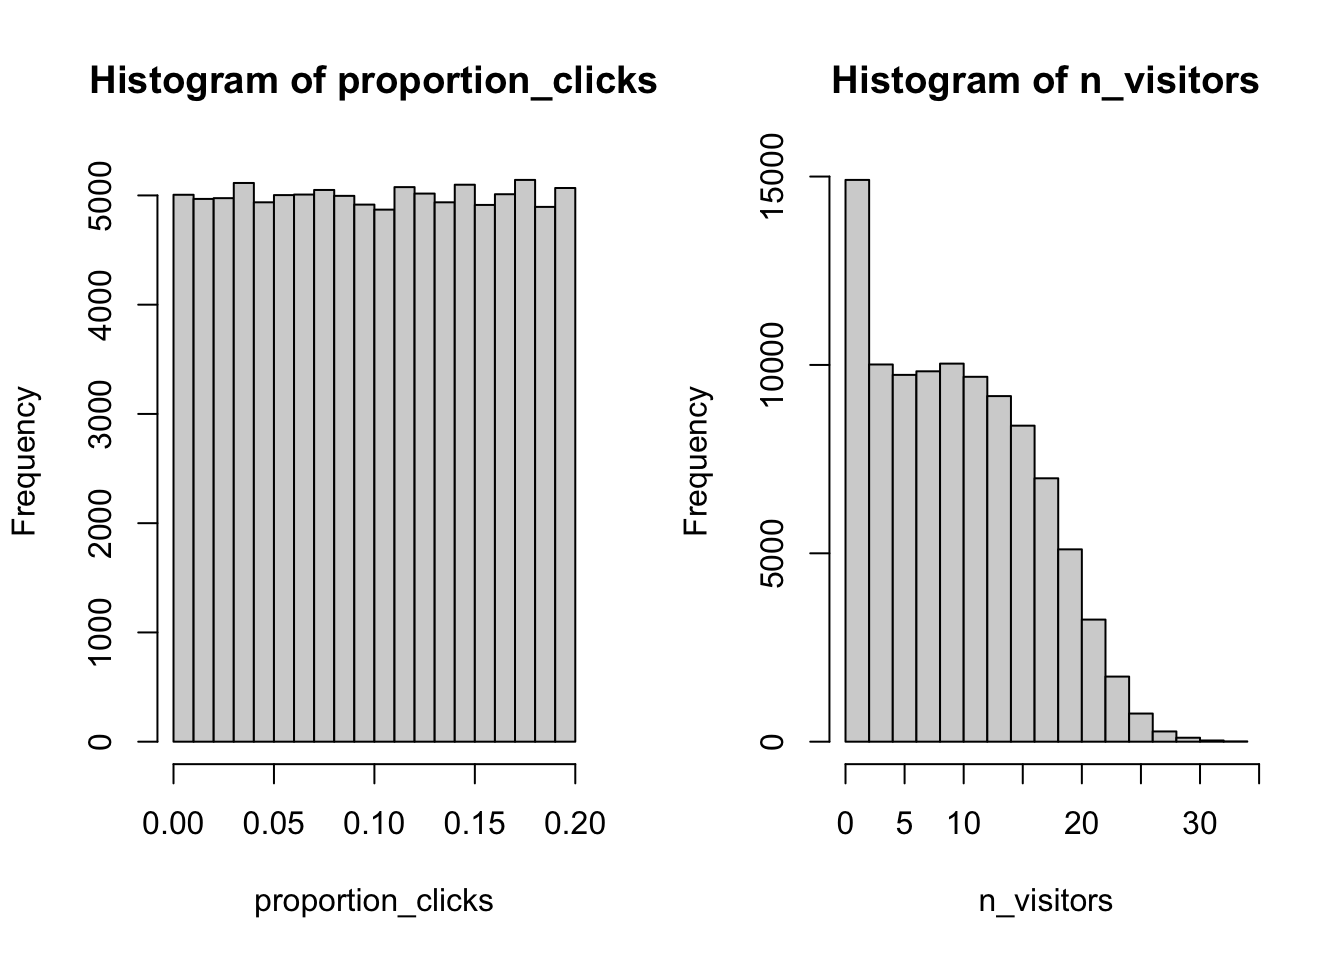 Histogram of proportion_clicks
Frequency
5000
4000
3000
2000
1000
0
0.00 0.05 0.10 0.15 0.20
proportion_clicks
Histogram of n_visitors
Frequency
15000
10000
5000
0
0 5 10 20 30
n_visitors